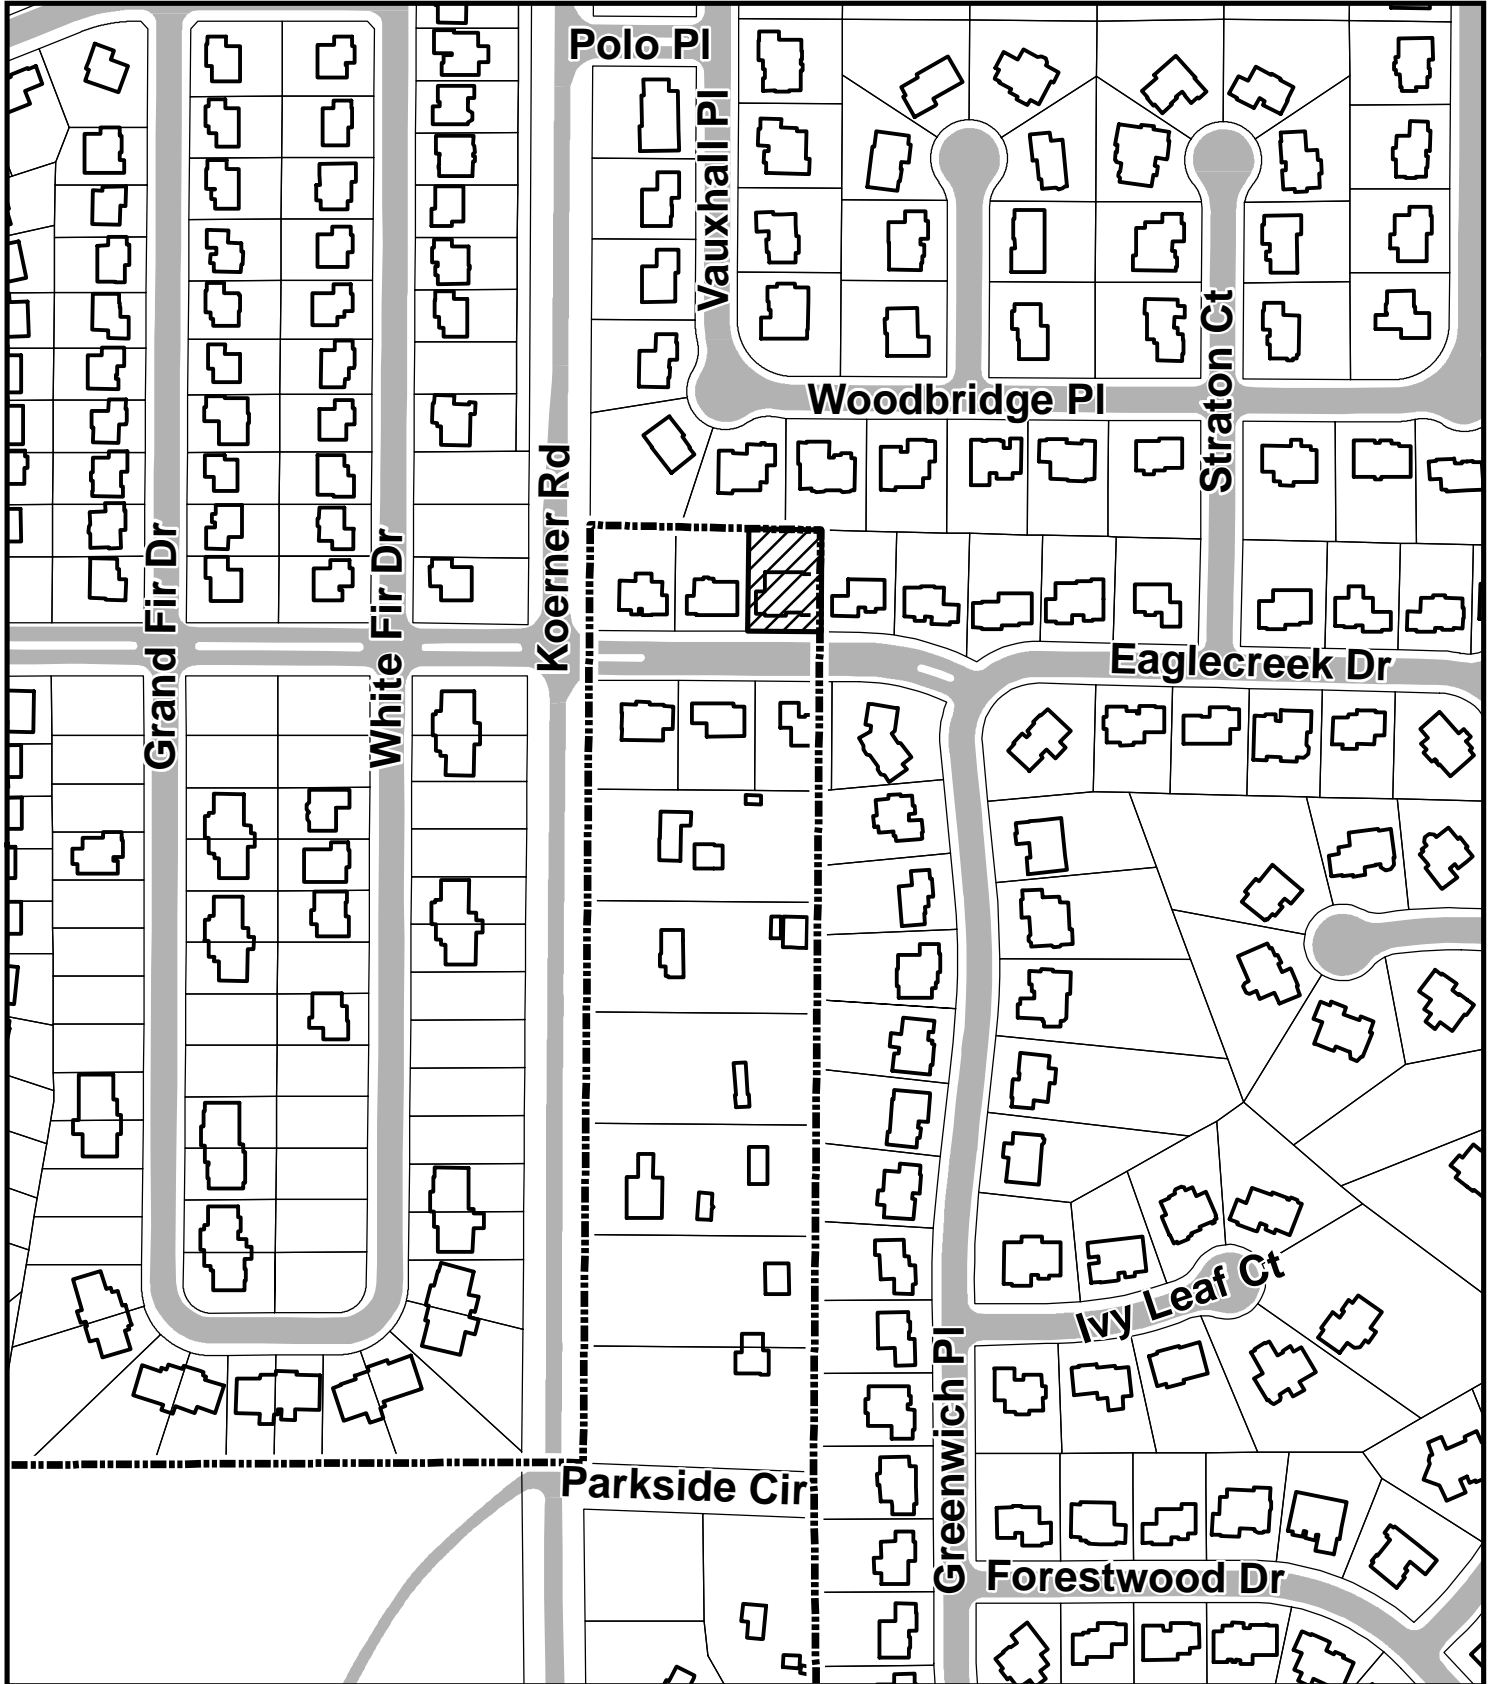 Polo Pl
Vauxhall Pl
Woodbridge Pl
Straton Ct
Koerner Rd
Grand Fir Dr
White Fir Dr
Eaglecreek Dr
Ivy Leaf Ct
Greenwich Pl
Parkside Cir
Forestwood Dr